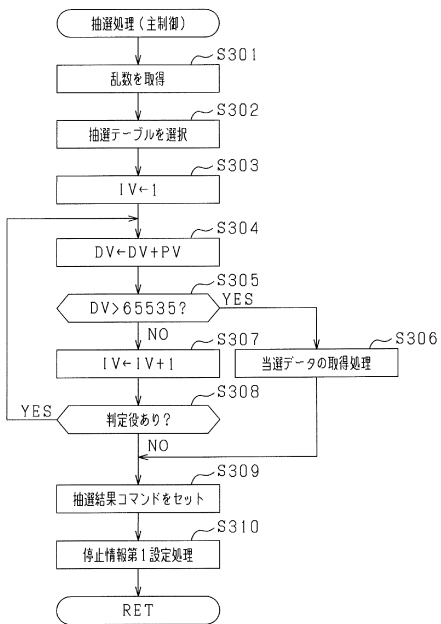 抽選処理(主制御)
S301
乱数を取得
S302
抽選テーブルを選択
S303
IV←1
S304
DV←DV+PV
S305
DV>65535?
YES
NO
S307
IV←IV+1
S306
当選データの取得処理
S308
YES
判定役あり?
NO
S309
抽選結果コマンドをセット
S310
停止情報第1設定処理
RET